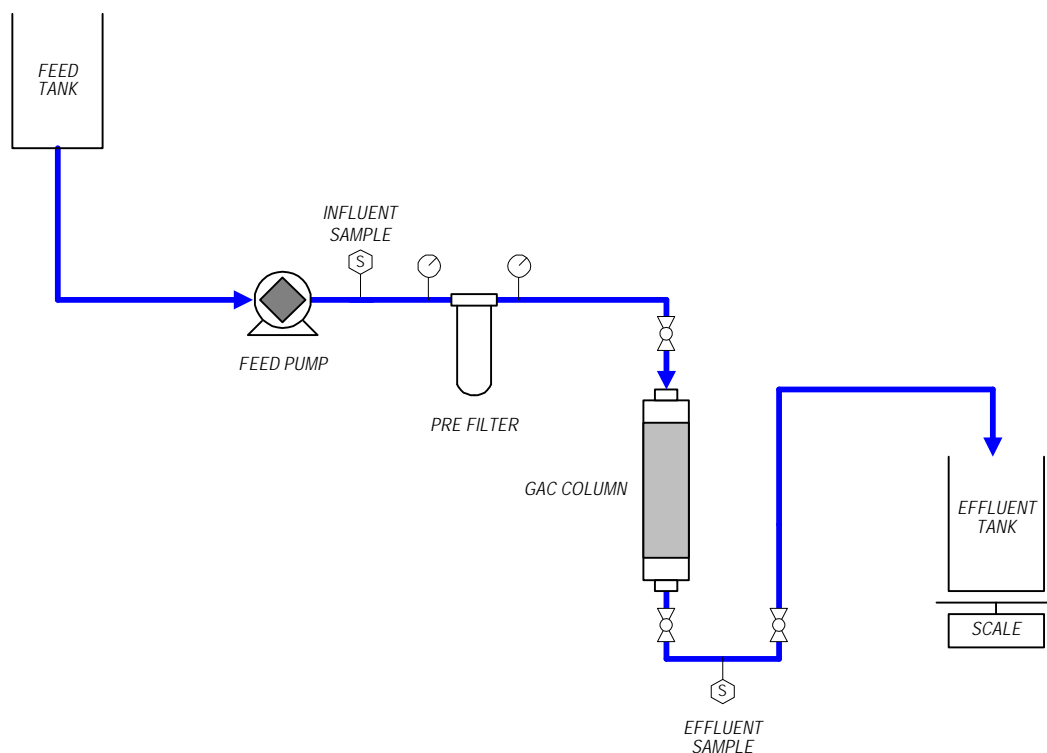 FEED
TANK
INFLUENT
SAMPLE
S
FEED PUMP
PRE FILTER
GAC COLUMN
EFFLUENT
TANK
SCALE
S
EFFLUENT
SAMPLE